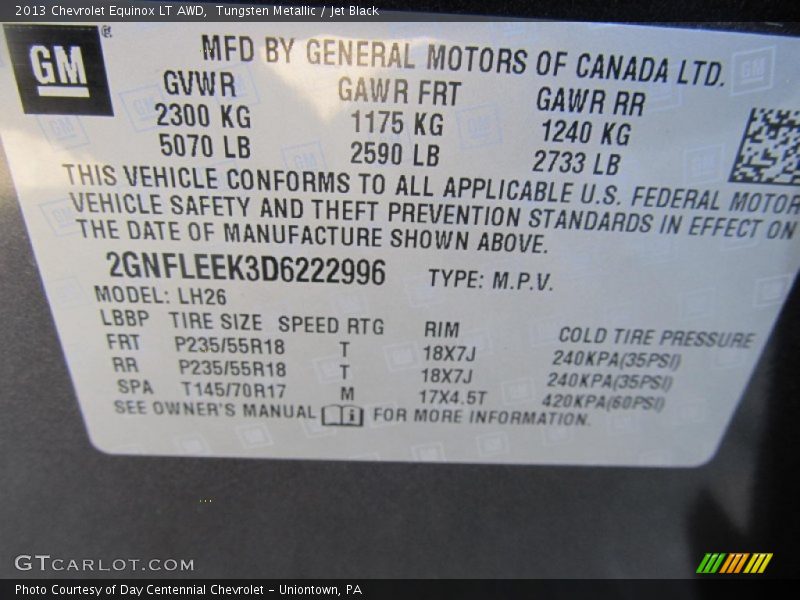 2013 Chevrolet Equinox LT AWD, Tungsten Metallic / Jet Black
GM®
MFD BY GENERAL MOTORS OF CANADA LTD.
GVWR GAWR FRT GAWR RR
2300 KG 1175 KG 1240 KG
5070 LB 2590 LB 2733 LB
THIS VEHICLE CONFORMS TO ALL APPLICABLE U.S. FEDERAL MOTOR
VEHICLE SAFETY AND THEFT PREVENTION STANDARDS IN EFFECT ON
THE DATE OF MANUFACTURE SHOWN ABOVE.
2GNFLEEK3D6222996 TYPE: M.P.V.
MODEL: LH26
LBBP TIRE SIZE SPEED RTG RIM COLD TIRE PRESSURE
FRT P235/55R18 T 18X7J 240KPA(35PSI)
RR P235/55R18 T 18X7J 240KPA(35PSI)
SPA T145/70R17 M 17X4.5T 420KPA(60PSI)
SEE OWNER'S MANUAL i FOR MORE INFORMATION.
GTCARLOT.COM
Photo Courtesy of Day Centennial Chevrolet - Uniontown, PA